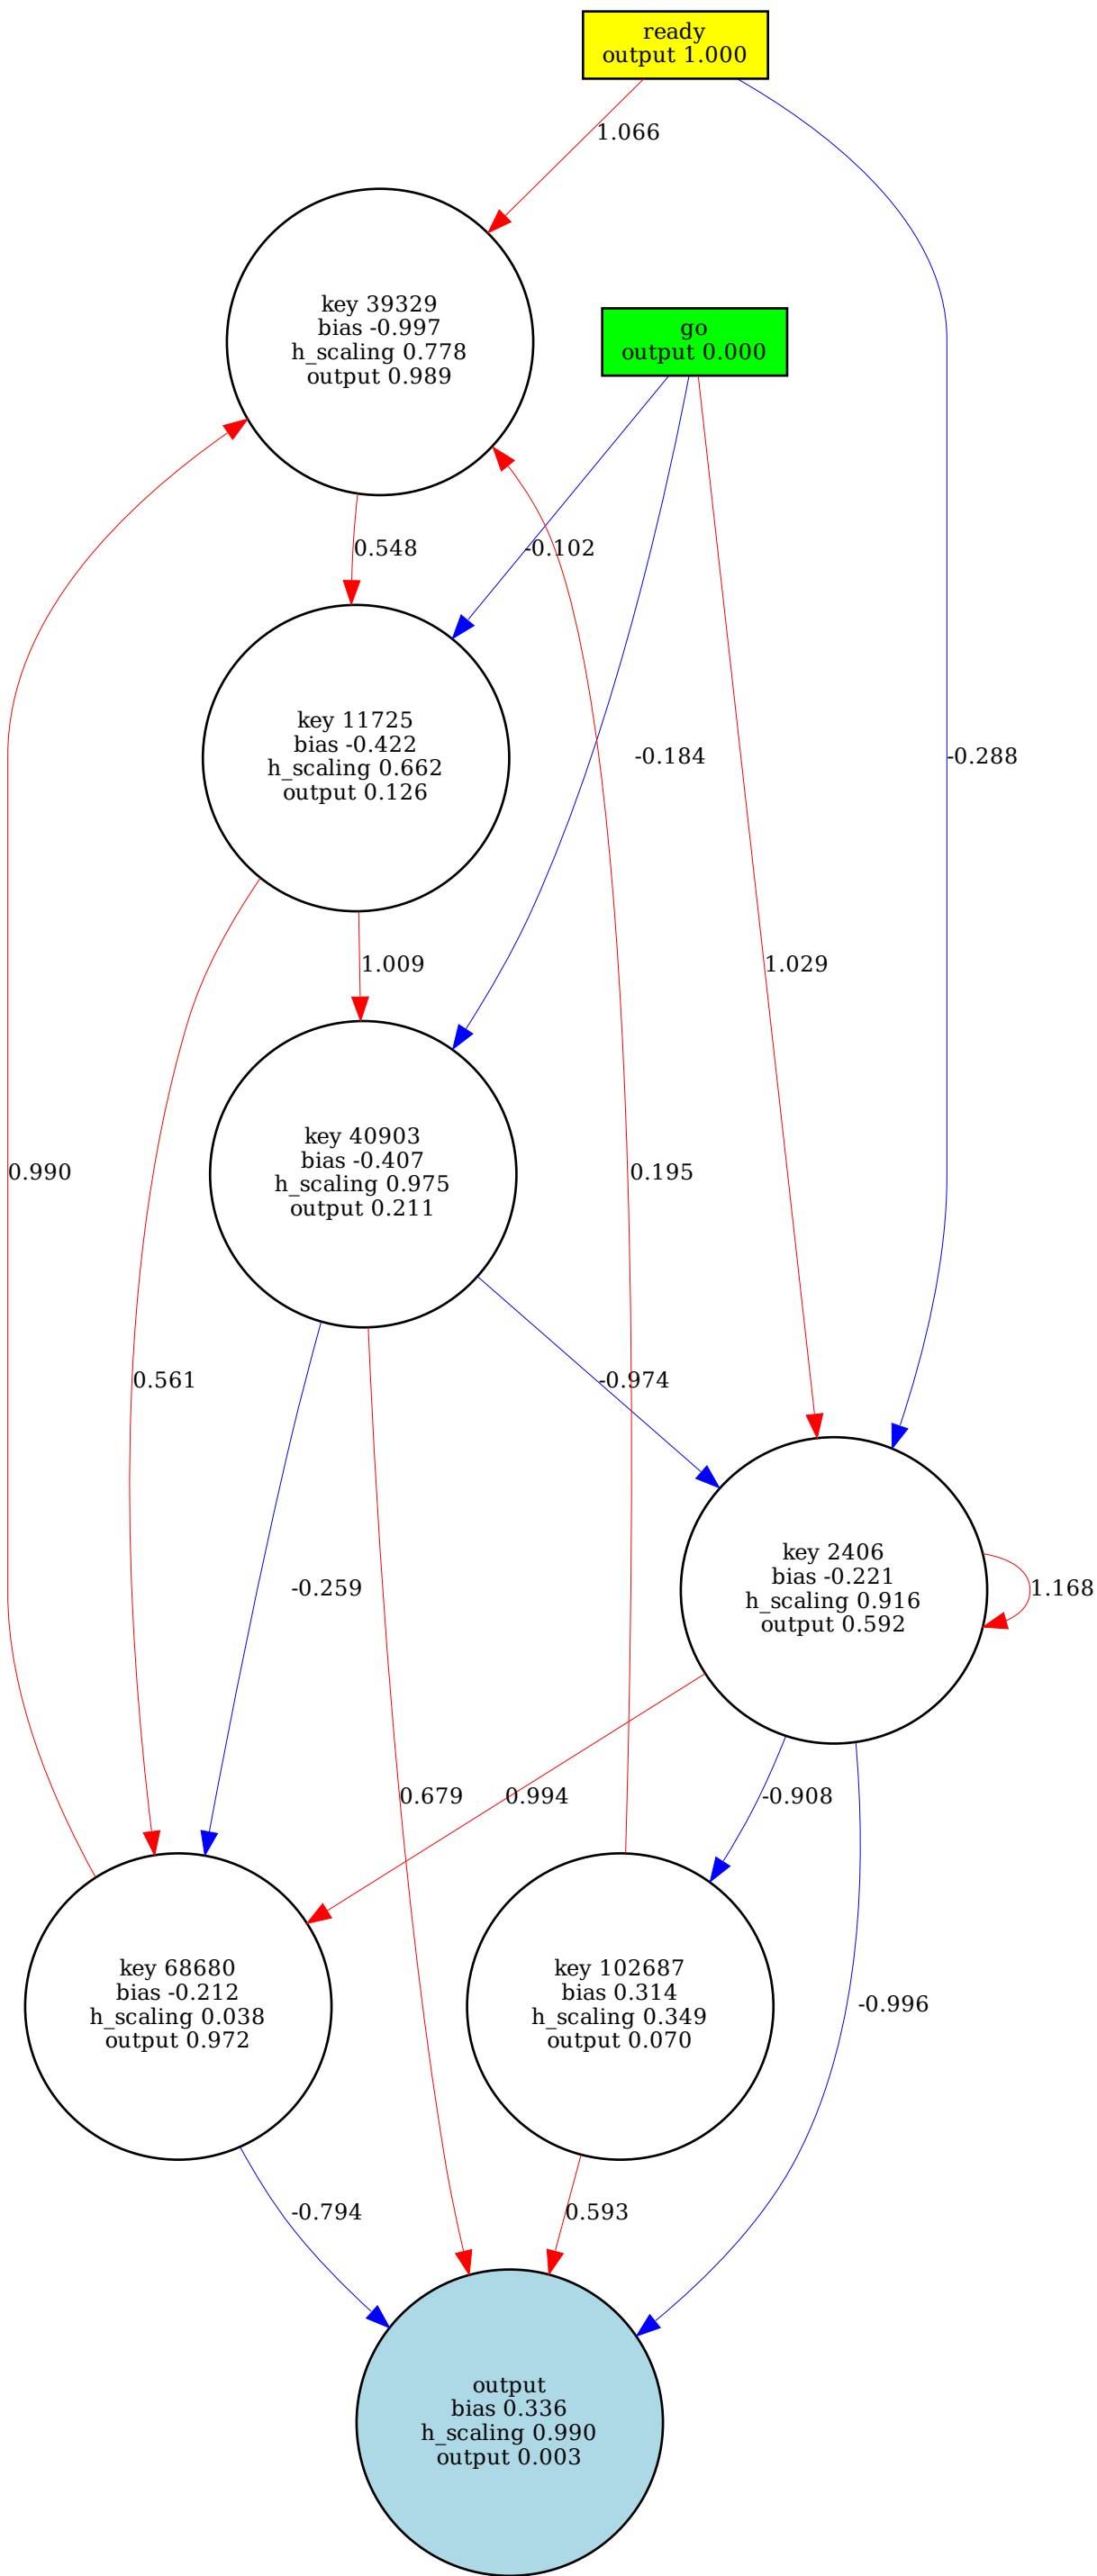 ready
output 1.000
1.066
key 39329
bias -0.997
h_scaling 0.778
output 0.989
go
output 0.000
0.548
-0.102
key 11725
bias -0.422
h_scaling 0.662
output 0.126
-0.184
-0.288
1.009
1.029
key 40903
bias -0.407
h_scaling 0.975
output 0.211
0.990
0.195
0.561
-0.974
key 2406
bias -0.221
h_scaling 0.916
output 0.592
-0.259
1.168
0.679
0.994
-0.908
key 68680
bias -0.212
h_scaling 0.038
output 0.972
key 102687
bias 0.314
h_scaling 0.349
output 0.070
-0.996
-0.794
0.593
output
bias 0.336
h_scaling 0.990
output 0.003